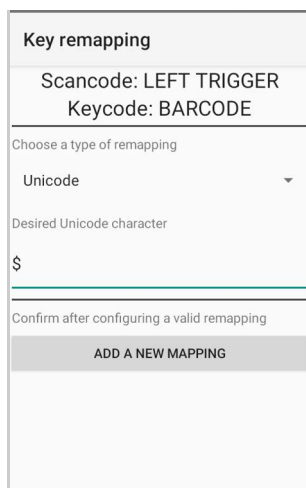 Key remapping
Scancode: LEFT TRIGGER
Keycode: BARCODE
Choose a type of remapping
Unicode
Desired Unicode character
$
Confirm after configuring a valid remapping
ADD A NEW MAPPING